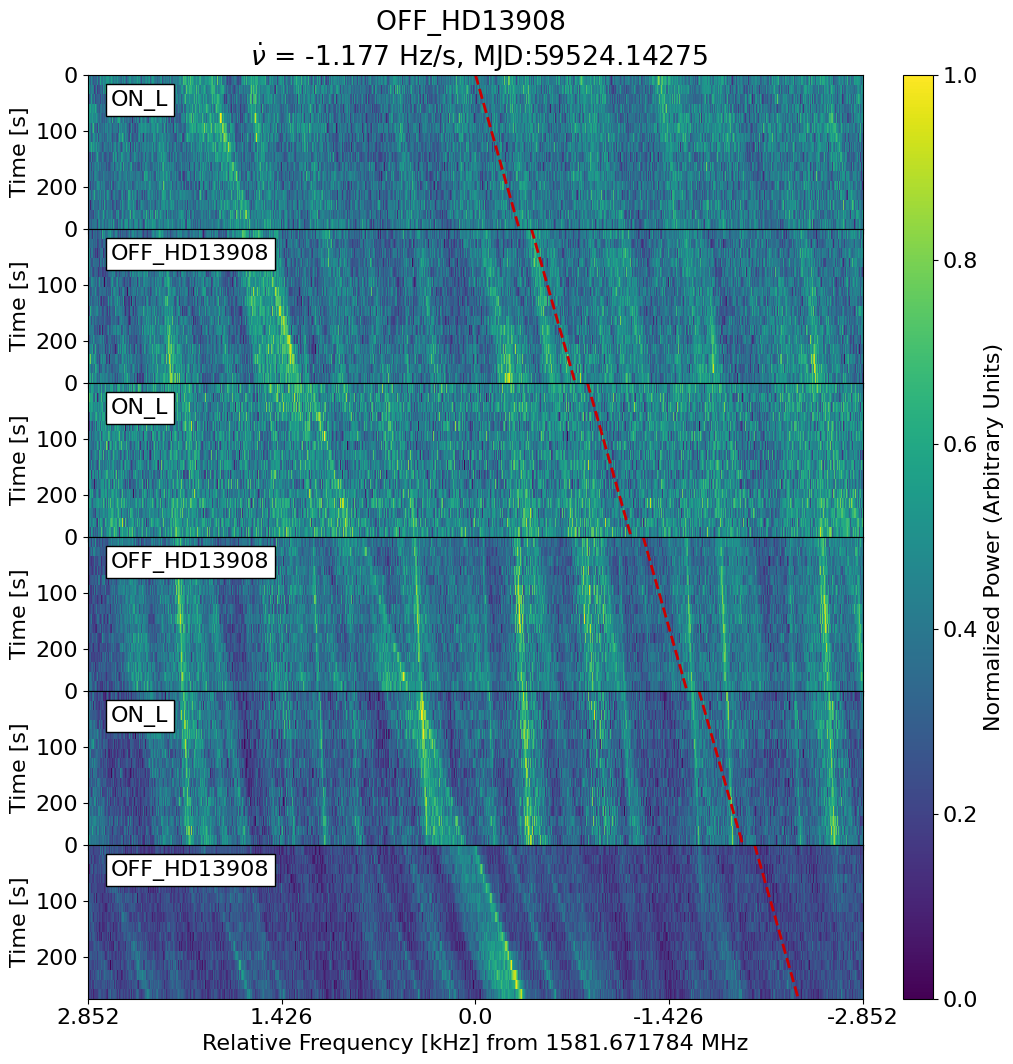 OFF_HD13908
ν̇ = -1.177 Hz/s, MJD:59524.14275
ON_L
OFF_HD13908
ON_L
OFF_HD13908
ON_L
OFF_HD13908
Time [s]
0
100
200
Time [s]
0
100
200
Time [s]
0
100
200
Time [s]
0
100
200
Time [s]
0
100
200
Time [s]
0
100
200
2.852 1.426 0.0 -1.426 -2.852
Relative Frequency [kHz] from 1581.671784 MHz
1.0
0.8
0.6
0.4
0.2
0.0
Normalized Power (Arbitrary Units)